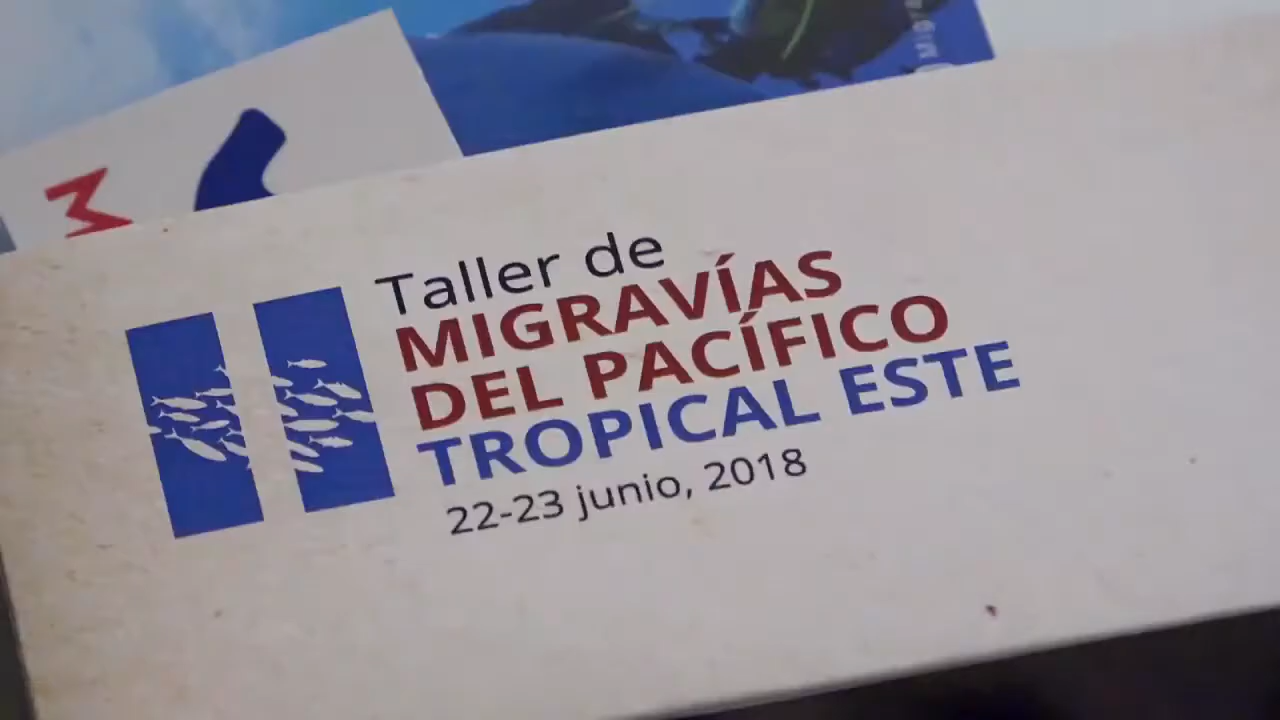 Taller de
MIGRAVÍAS
DEL PACÍFICO
TROPICAL ESTE
22-23 junio, 2018